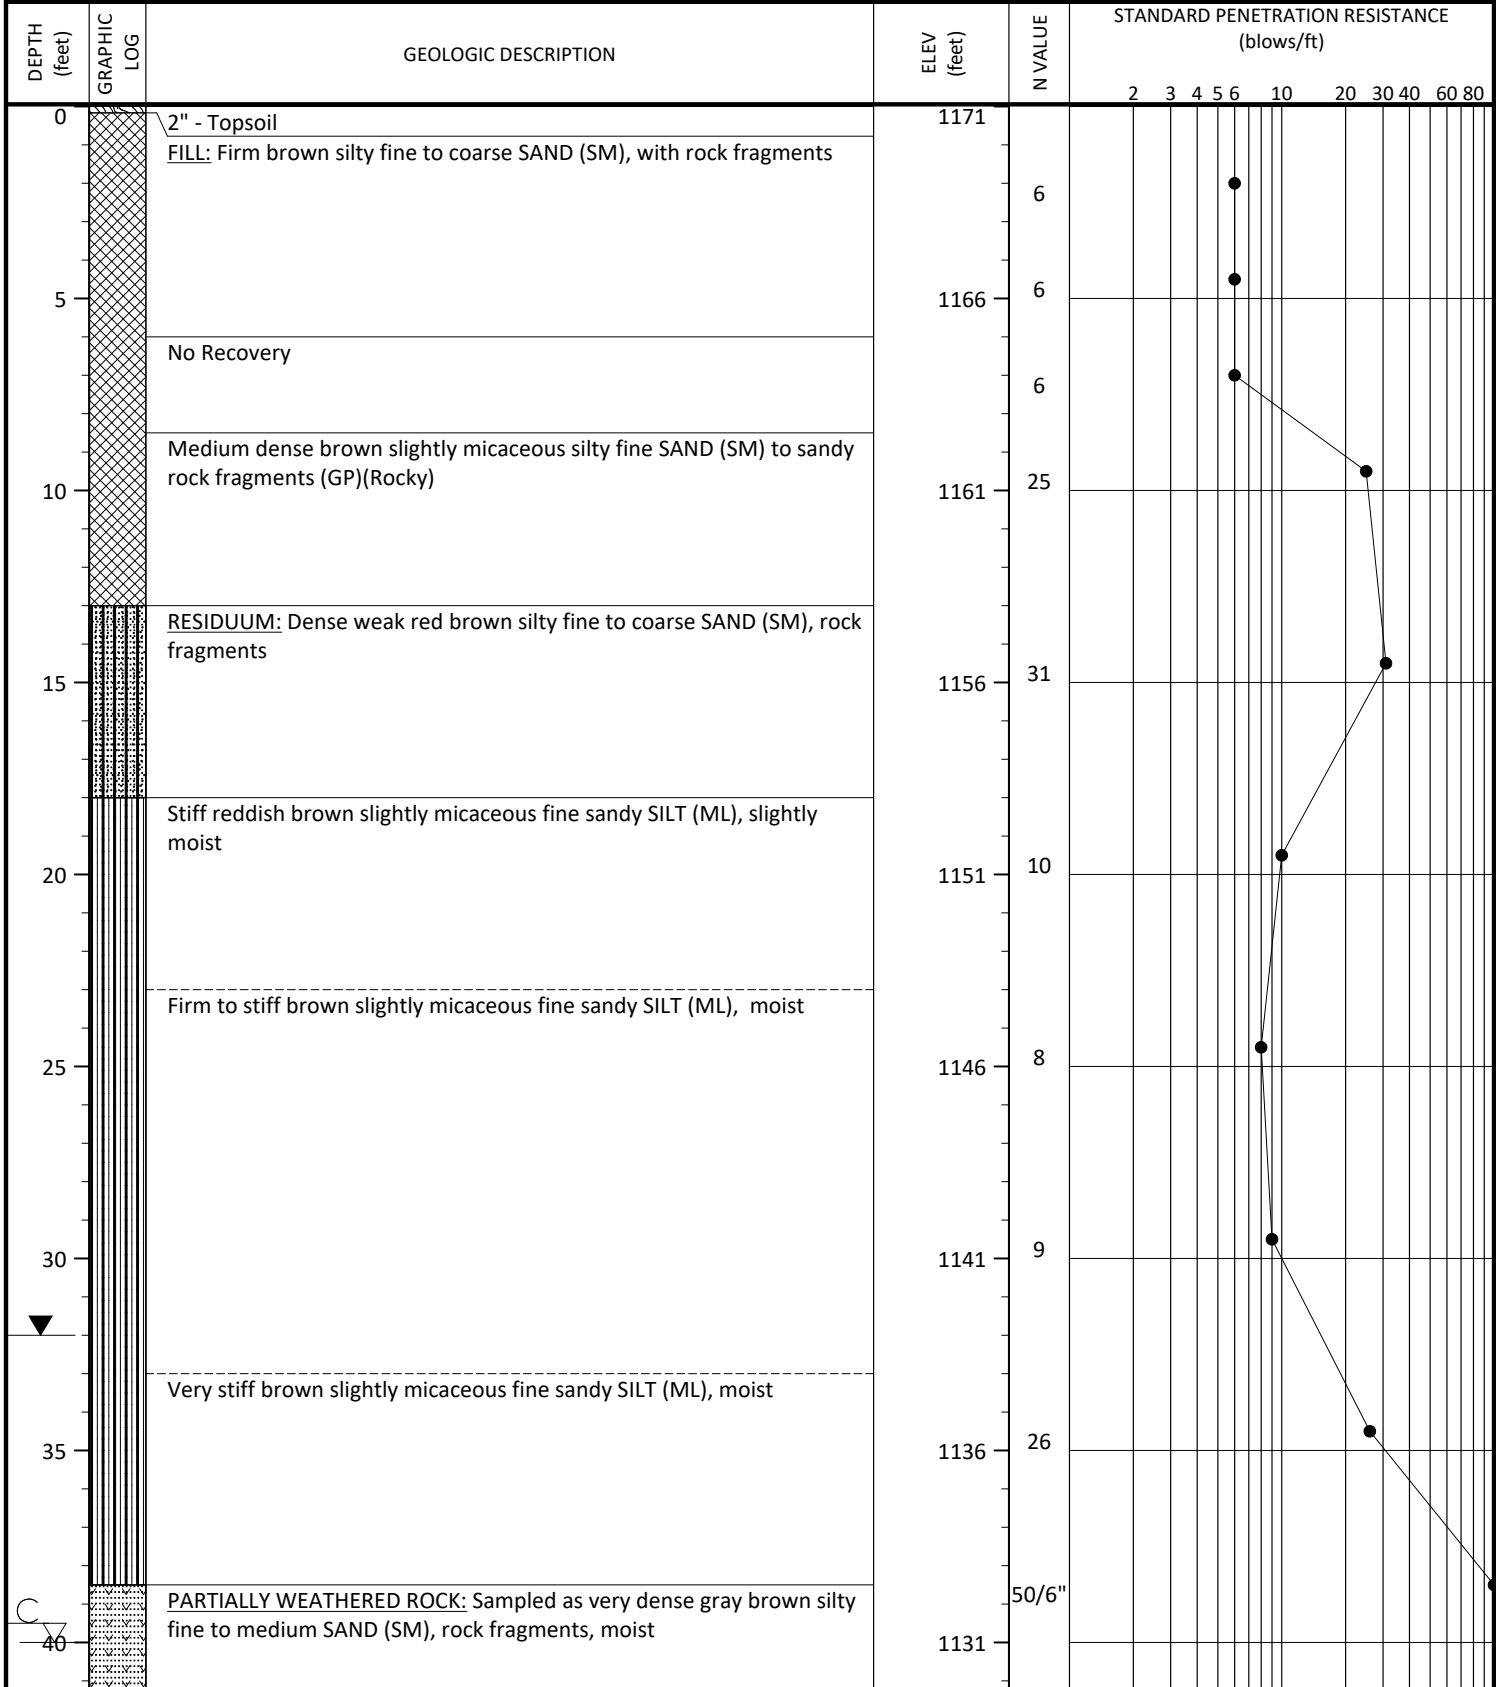 DEPTH
(feet)
GRAPHIC
LOG
GEOLOGIC DESCRIPTION
ELEV
(feet)
N VALUE
STANDARD PENETRATION RESISTANCE
(blows/ft)
2 3 4 5 6 10 20 30 40 60 80
0
2" - Topsoil
1171
FILL: Firm brown silty fine to coarse SAND (SM), with rock fragments
6
6
5
1166
No Recovery
6
Medium dense brown slightly micaceous silty fine SAND (SM) to sandy
rock fragments (GP)(Rocky)
25
10
1161
RESIDUUM: Dense weak red brown silty fine to coarse SAND (SM), rock
fragments
31
15
1156
Stiff reddish brown slightly micaceous fine sandy SILT (ML), slightly
moist
10
20
1151
Firm to stiff brown slightly micaceous fine sandy SILT (ML),  moist
8
25
1146
9
30
1141
Very stiff brown slightly micaceous fine sandy SILT (ML), moist
26
35
1136
50/6"
PARTIALLY WEATHERED ROCK: Sampled as very dense gray brown silty
fine to medium SAND (SM), rock fragments, moist
C
40
1131